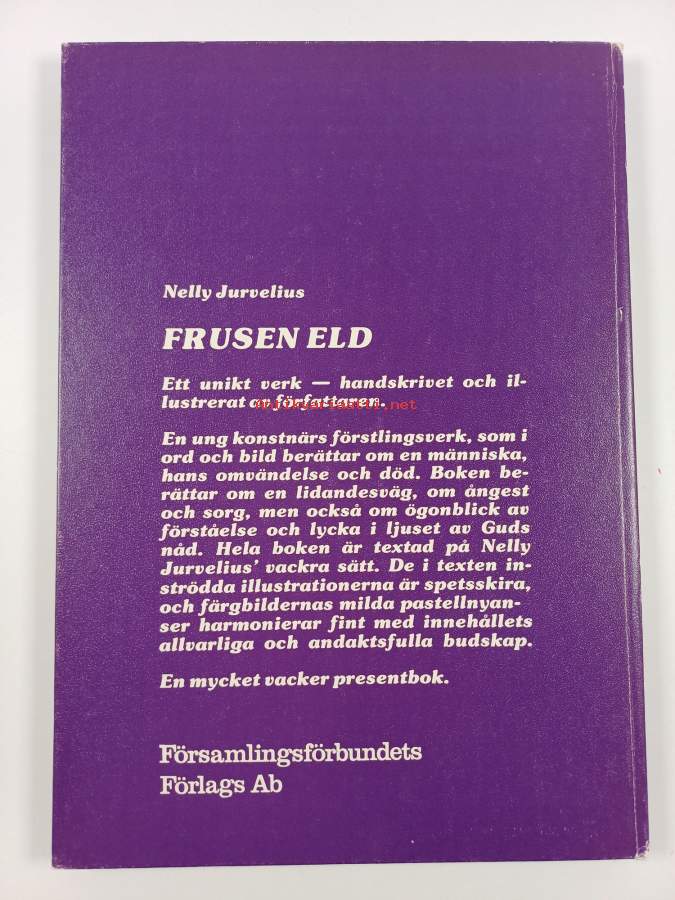 Nelly Jurvelius
FRUSEN ELD
Ett unikt verk — handskrivet och il-
lustrerat av författaren.
En ung konstnärs förstlingsverk, som i
ord och bild berättar om en människa,
hans omvändelse och död. Boken be-
rättar om en lidandesväg, om ångest
och sorg, men också om ögonblick av
förståelse och lycka i ljuset av Guds
nåd. Hela boken är textad på Nelly
Jurvelius' vackra sätt. De i texten in-
strödda illustrationerna är spetsskira,
och färgbildernas milda pastellnyan-
ser harmonierar fint med innehållets
allvarliga och andaktsfulla budskap.
En mycket vacker presentbok.
Församlingsförbundets
Förlags Ab